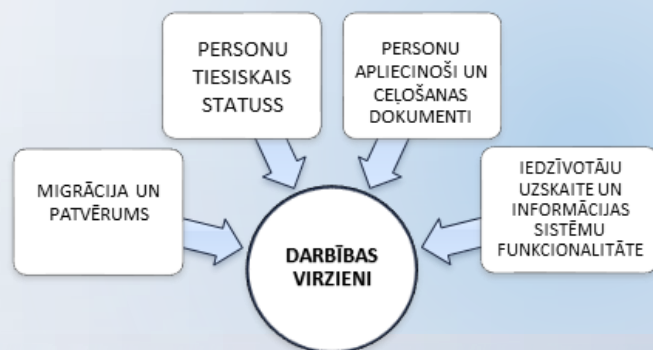 PERSONU
TIESISKAIS
STATUSS
PERSONU
APLIECINOŠI UN
CEĻOŠANAS
DOKUMENTI
MIGRĀCIJA UN
PATVĒRUMS
IEDZĪVOTĀJU
UZSKAITE UN
INFORMĀCIJAS
SISTĒMU
FUNKCIONALITĀTE
DARBĪBAS
VIRZIENI